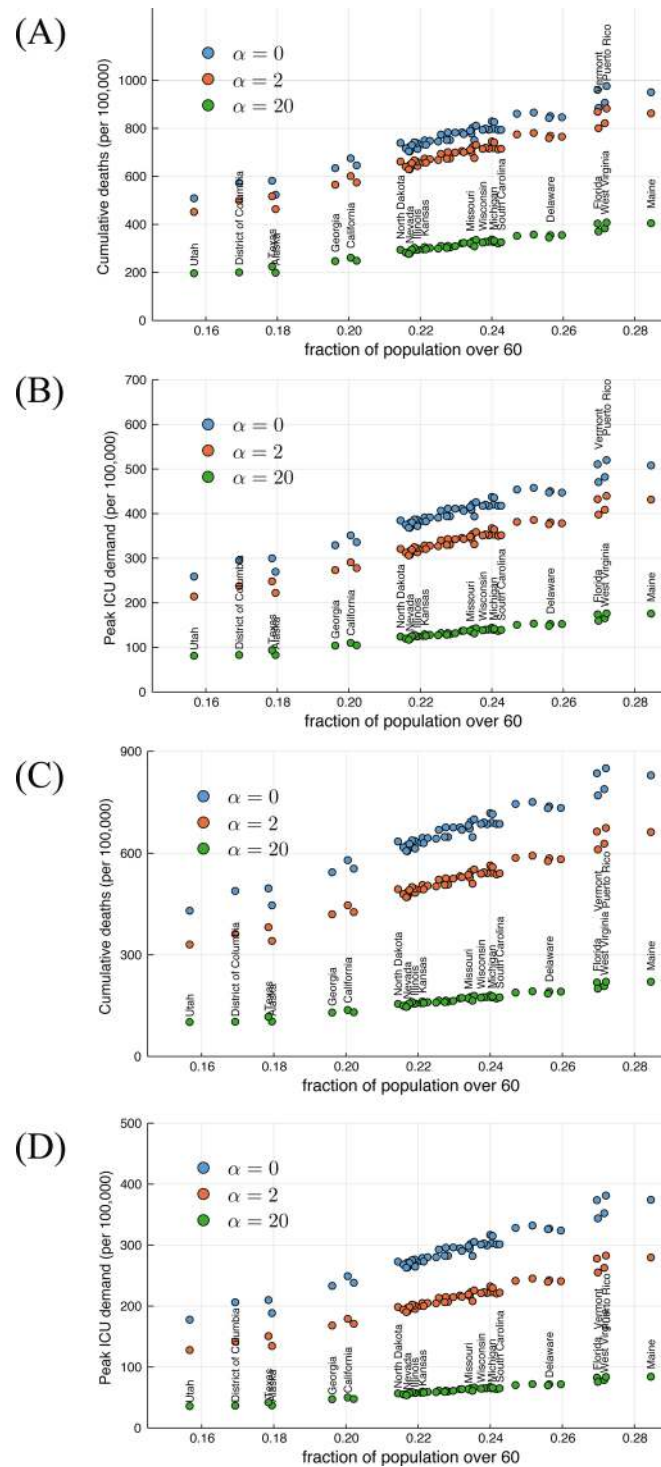 (A)
Cumulative deaths (per 100,000)
1000
800
600
400
200
0
α = 0
α = 2
α = 20
Utah
District of Columbia
Texas
Alaska
Georgia
California
North Dakota
Nevada
Illinois
Kansas
Missouri
Wisconsin
Michigan
South Carolina
Delaware
Florida
West Virginia
Vermont
Puerto Rico
Maine
0.16 0.18 0.20 0.22 0.24 0.26 0.28
fraction of population over 60
(B)
Peak ICU demand (per 100,000)
700
600
500
400
300
200
100
0
α = 0
α = 2
α = 20
Utah
District of Columbia
Texas
Alaska
Georgia
California
North Dakota
Nevada
Illinois
Kansas
Missouri
Wisconsin
Michigan
South Carolina
Delaware
Florida
West Virginia
Vermont
Puerto Rico
Maine
0.16 0.18 0.20 0.22 0.24 0.26 0.28
fraction of population over 60
(C)
Cumulative deaths (per 100,000)
900
600
300
0
α = 0
α = 2
α = 20
Utah
District of Columbia
Texas
Alaska
Georgia
California
North Dakota
Nevada
Illinois
Kansas
Missouri
Wisconsin
Michigan
South Carolina
Delaware
Florida
West Virginia
Vermont
Puerto Rico
Maine
0.16 0.18 0.20 0.22 0.24 0.26 0.28
fraction of population over 60
(D)
Peak ICU demand (per 100,000)
500
400
300
200
100
0
α = 0
α = 2
α = 20
Utah
District of Columbia
Texas
Alaska
Georgia
California
North Dakota
Nevada
Illinois
Kansas
Missouri
Wisconsin
Michigan
South Carolina
Delaware
Florida
West Virginia
Vermont
Puerto Rico
Maine
0.16 0.18 0.20 0.22 0.24 0.26 0.28
fraction of population over 60